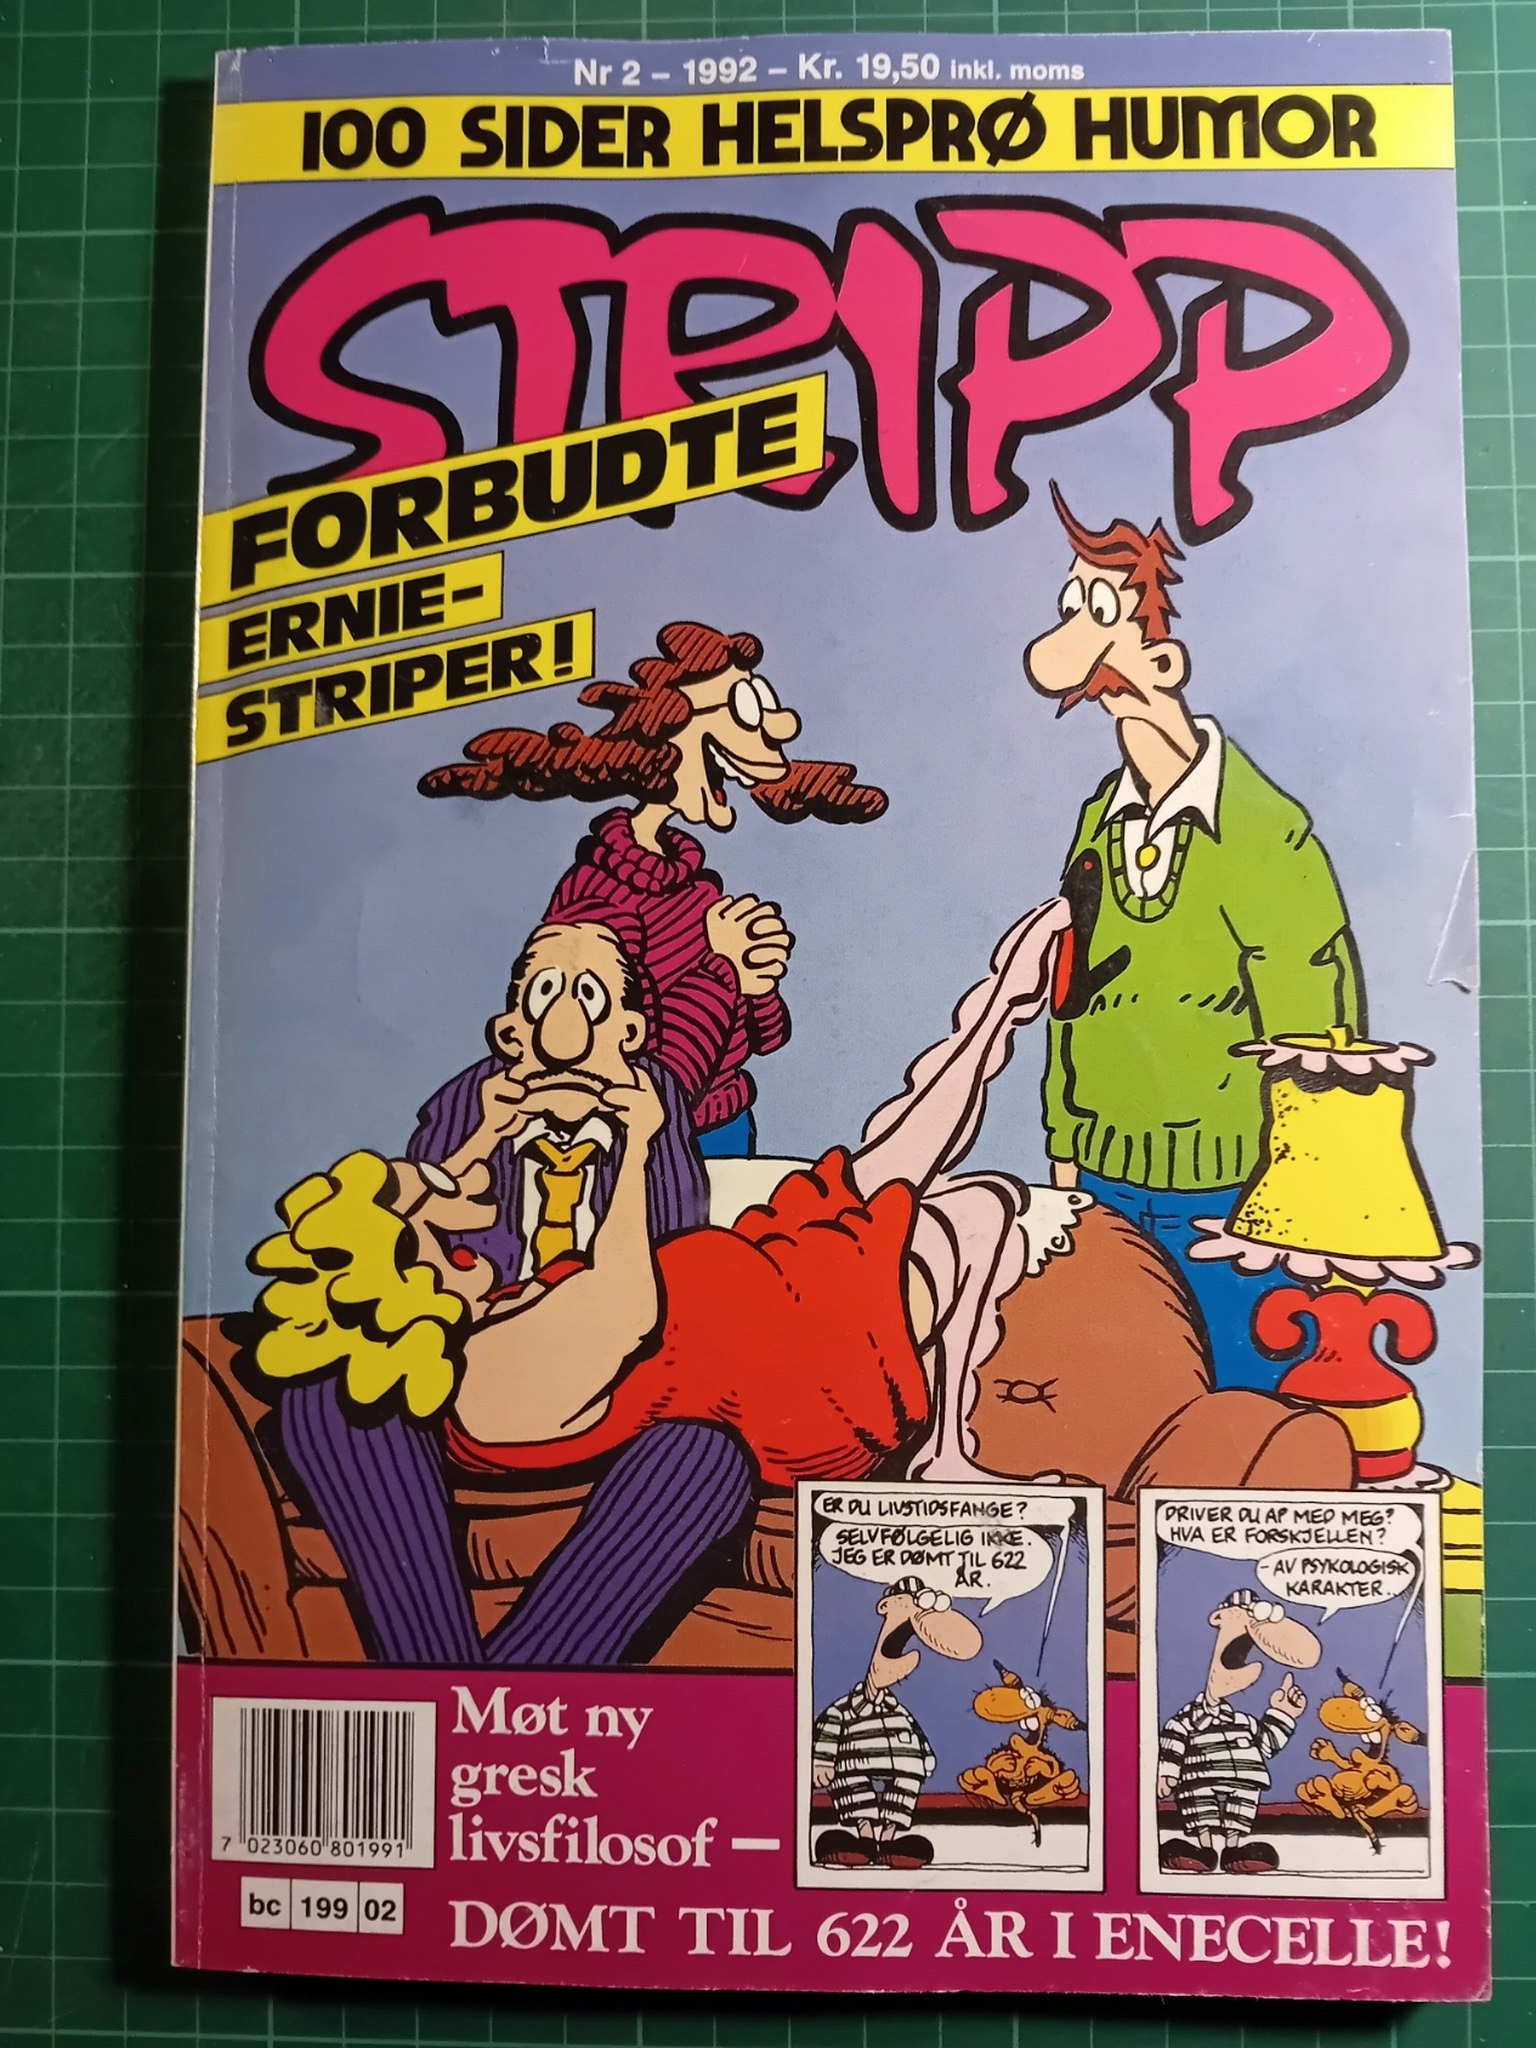 Nr 2 – 1992 – Kr. 19,50 inkl. moms
100 SIDER HELSPRØ HUMOR
STRIPP
FORBUDTE
ERNIE-
STRIPER!
ER DU LIVSTIDSFANGE?
SELVFØLGELIG IKKE.
JEG ER DØMT TIL 622
ÅR.
DRIVER DU AP MED MEG?
HVA ER FORSKJELLEN?
- AV PSYKOLOGISK
KARAKTER...
Møt ny
gresk
livsfilosof –
DØMT TIL 622 ÅR I ENECELLE!
7 023060 801991
bc 199 02